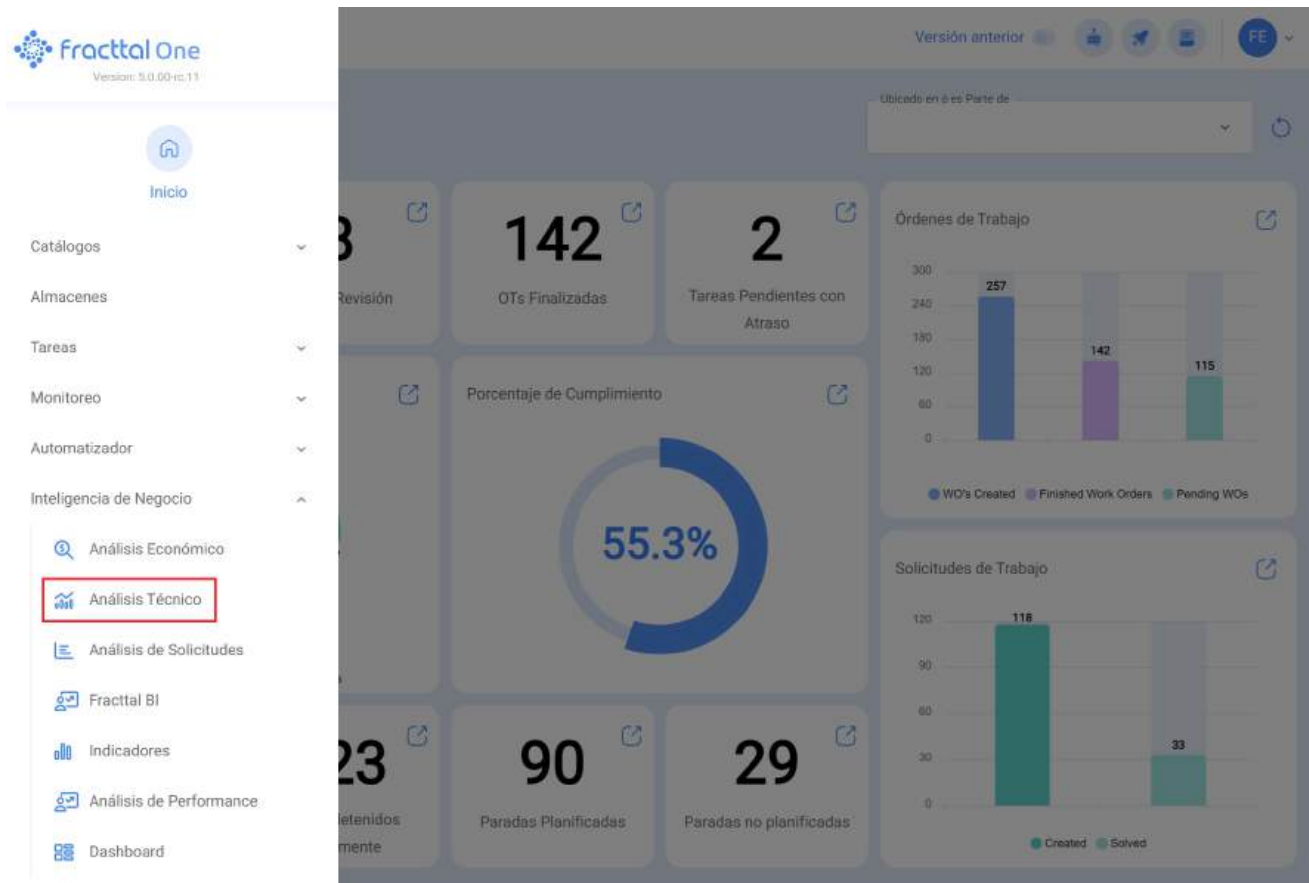 fracttal One
Version: 5.0.00-rc.11
Inicio
Catálogos
Almacenes
Tareas
Monitoreo
Automatizador
Inteligencia de Negocio
Análisis Económico
Análisis Técnico
Análisis de Solicitudes
Fracttal BI
Indicadores
Análisis de Performance
Dashboard
Versión anterior
FE
Ubicado en ó es Parte de
Revisión
142
OTs Finalizadas
2
Tareas Pendientes con
Atraso
Órdenes de Trabajo
300
240
180
120
60
0
257
142
115
WO's Created
Finished Work Orders
Pending WOs
Porcentaje de Cumplimiento
55.3%
Solicitudes de Trabajo
120
90
60
30
0
118
33
Created
Solved
23
etenidos
mente
90
Paradas Planificadas
29
Paradas no planificadas